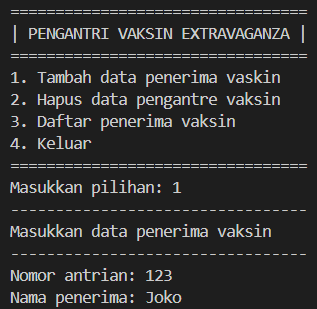 =================================
| PENGANTRI VAKSIN EXTRAVAGANZA |
=================================
1. Tambah data penerima vaskin
2. Hapus data pengantre vaksin
3. Daftar penerima vaksin
4. Keluar
=================================
Masukkan pilihan: 1
---------------------------------
Masukkan data penerima vaksin
---------------------------------
Nomor antrian: 123
Nama penerima: Joko